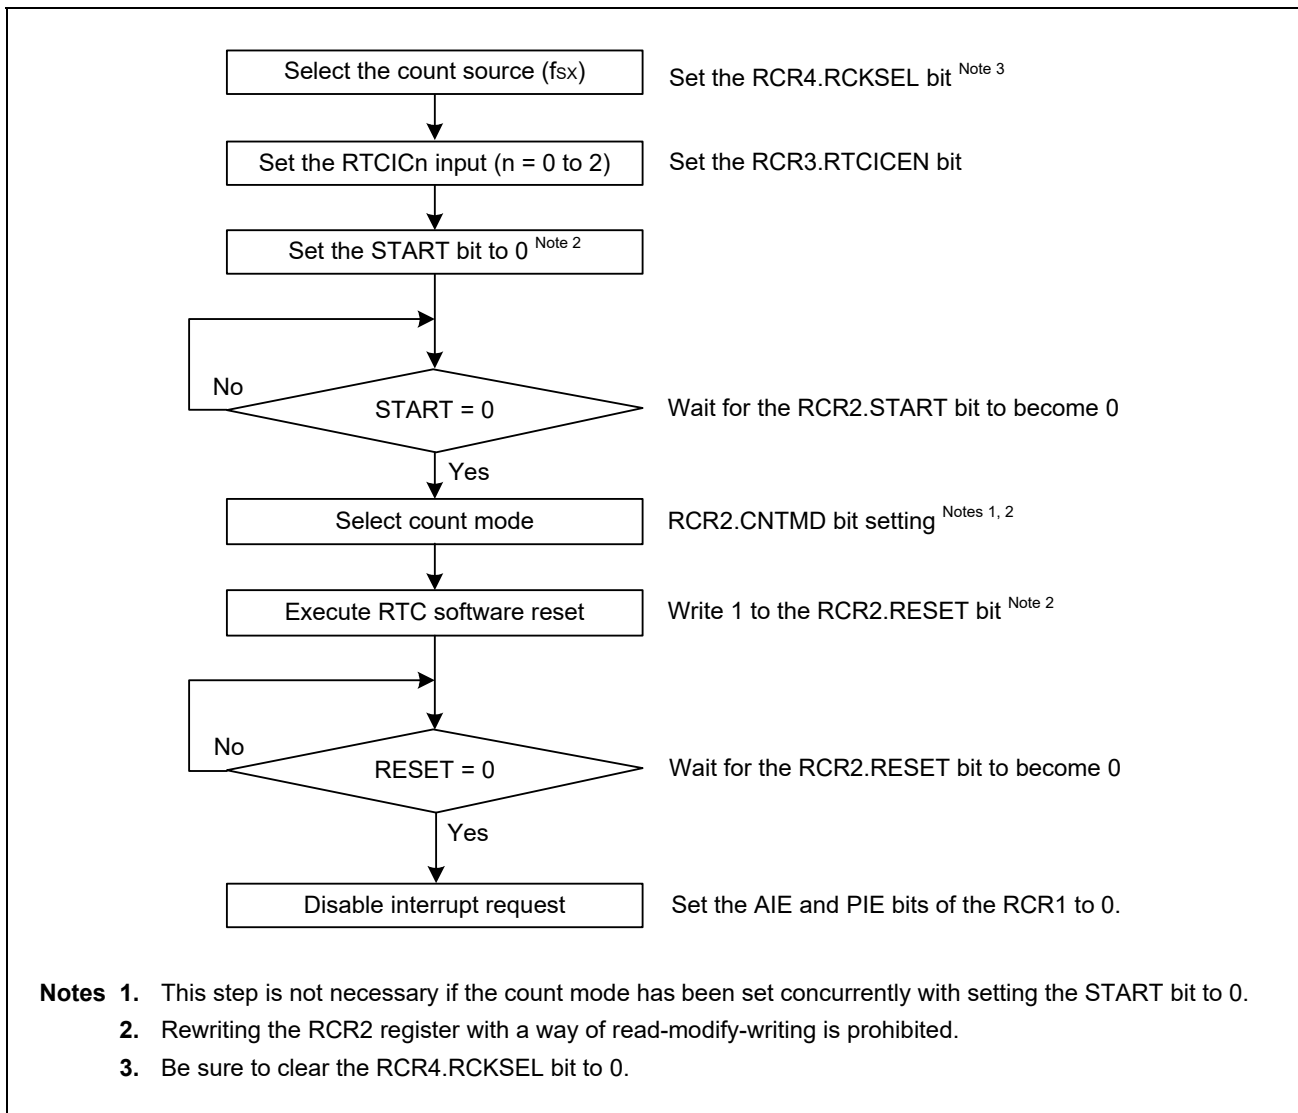 Select the count source (fSX)
Set the RCR4.RCKSEL bit Note 3
Set the RTCICn input (n = 0 to 2)
Set the RCR3.RTCICEN bit
Set the START bit to 0 Note 2
No
START = 0
Wait for the RCR2.START bit to become 0
Yes
Select count mode
RCR2.CNTMD bit setting Notes 1, 2
Execute RTC software reset
Write 1 to the RCR2.RESET bit Note 2
No
RESET = 0
Wait for the RCR2.RESET bit to become 0
Yes
Disable interrupt request
Set the AIE and PIE bits of the RCR1 to 0.
Notes 1. This step is not necessary if the count mode has been set concurrently with setting the START bit to 0.
2. Rewriting the RCR2 register with a way of read-modify-writing is prohibited.
3. Be sure to clear the RCR4.RCKSEL bit to 0.